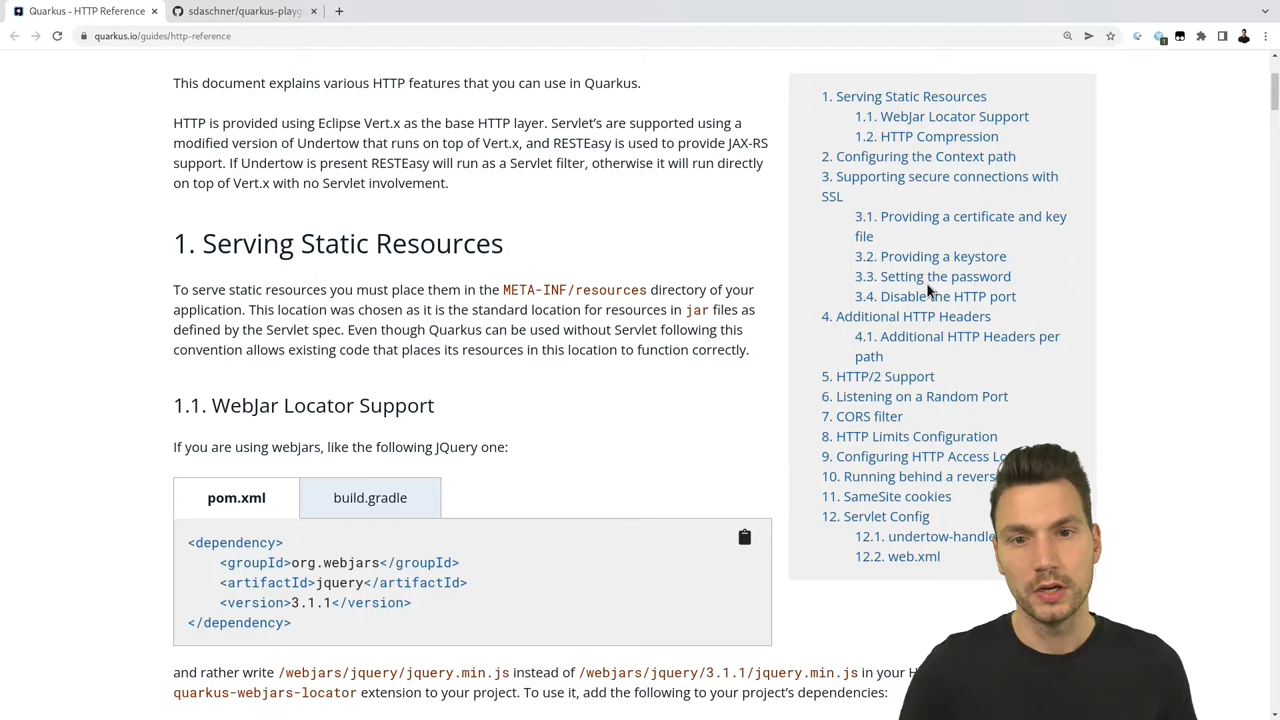 Quarkus - HTTP Reference
sdaschner/quarkus-playg
quarkus.io/guides/http-reference
This document explains various HTTP features that you can use in Quarkus.
HTTP is provided using Eclipse Vert.x as the base HTTP layer. Servlet's are supported using a
modified version of Undertow that runs on top of Vert.x, and RESTEasy is used to provide JAX-RS
support. If Undertow is present RESTEasy will run as a Servlet filter, otherwise it will run directly
on top of Vert.x with no Servlet involvement.
1. Serving Static Resources
To serve static resources you must place them in the META-INF/resources directory of your
application. This location was chosen as it is the standard location for resources in jar files as
defined by the Servlet spec. Even though Quarkus can be used without Servlet following this
convention allows existing code that places its resources in this location to function correctly.
1.1. WebJar Locator Support
If you are using webjars, like the following JQuery one:
pom.xml
build.gradle
<dependency>
<groupId>org.webjars</groupId>
<artifactId>jquery</artifactId>
<version>3.1.1</version>
</dependency>
and rather write /webjars/jquery/jquery.min.js instead of /webjars/jquery/3.1.1/jquery.min.js in your H
quarkus-webjars-locator extension to your project. To use it, add the following to your project's dependencies:
1. Serving Static Resources
1.1. WebJar Locator Support
1.2. HTTP Compression
2. Configuring the Context path
3. Supporting secure connections with
SSL
3.1. Providing a certificate and key
file
3.2. Providing a keystore
3.3. Setting the password
3.4. Disable the HTTP port
4. Additional HTTP Headers
4.1. Additional HTTP Headers per
path
5. HTTP/2 Support
6. Listening on a Random Port
7. CORS filter
8. HTTP Limits Configuration
9. Configuring HTTP Access Lo
10. Running behind a revers
11. SameSite cookies
12. Servlet Config
12.1. undertow-handle
12.2. web.xml